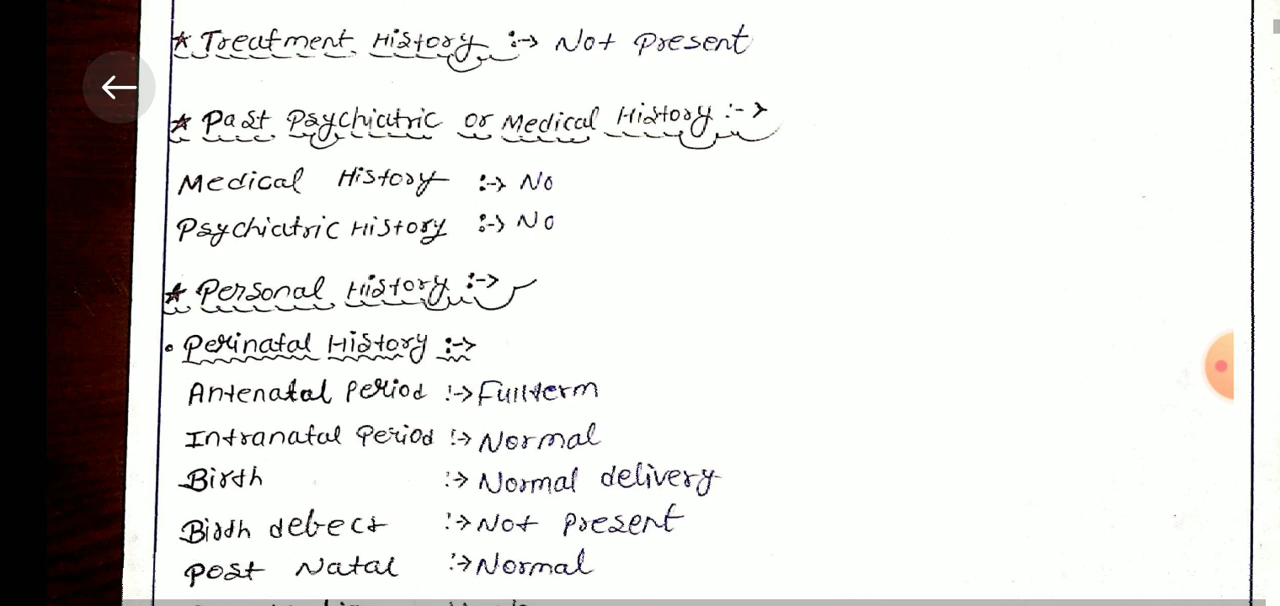 ★ Treatment History :-> Not Present
★ Past Psychiatric or Medical History :->
Medical History :-> No
Psychiatric History :-> No
★ Personal History :->
• Perinatal History :->
Antenatal Period :-> Fullterm
Intranatal Period :-> Normal
Birth :-> Normal delivery
Birth defect :-> Not Present
Post Natal :-> Normal